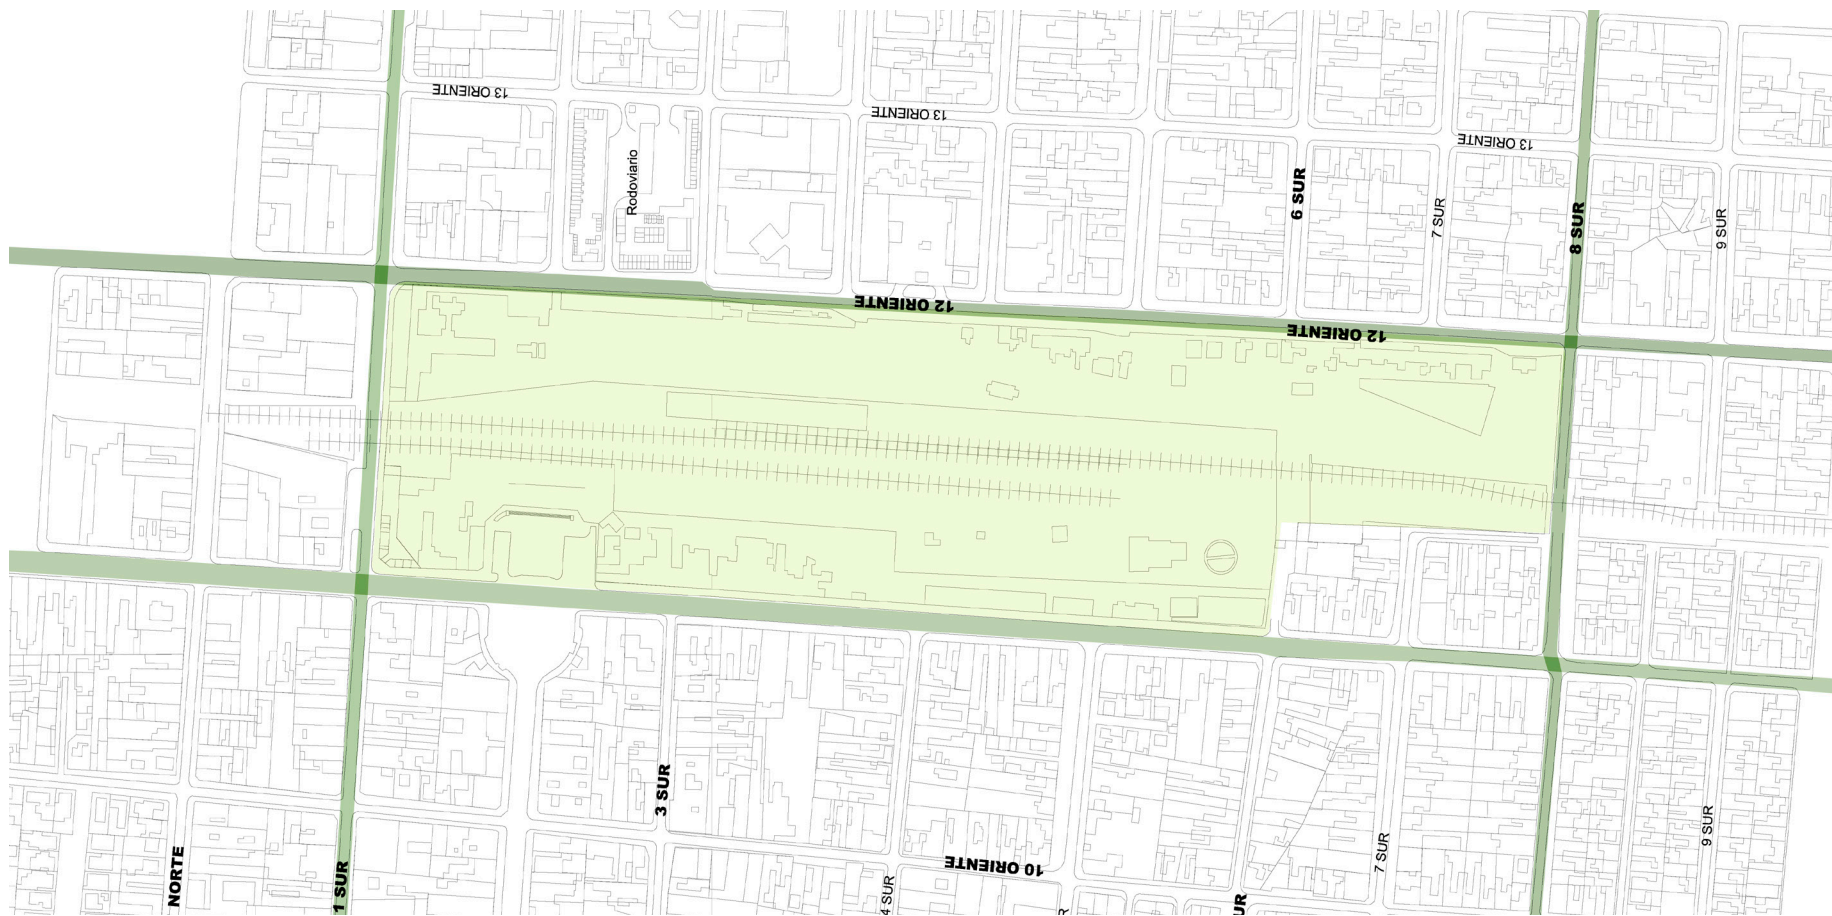 13 ORIENTE
13 ORIENTE
13 ORIENTE
Rodoviario
6 SUR
7 SUR
8 SUR
9 SUR
12 ORIENTE
12 ORIENTE
3 SUR
9 SUR
7 SUR
10 ORIENTE
NORTE
1 SUR
4 SUR
UR
R